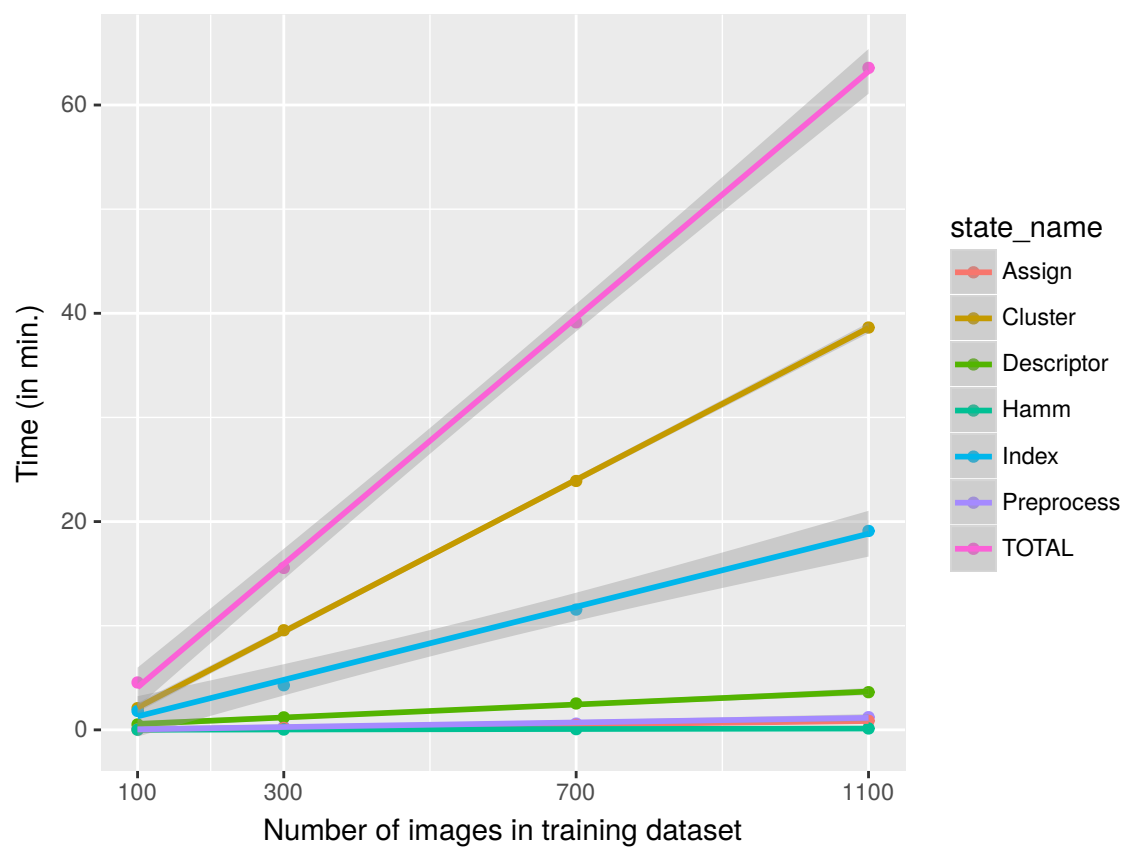 60
40
20
0
Time (in min.)
100 300 700 1100
Number of images in training dataset
state_name
Assign
Cluster
Descriptor
Hamm
Index
Preprocess
TOTAL